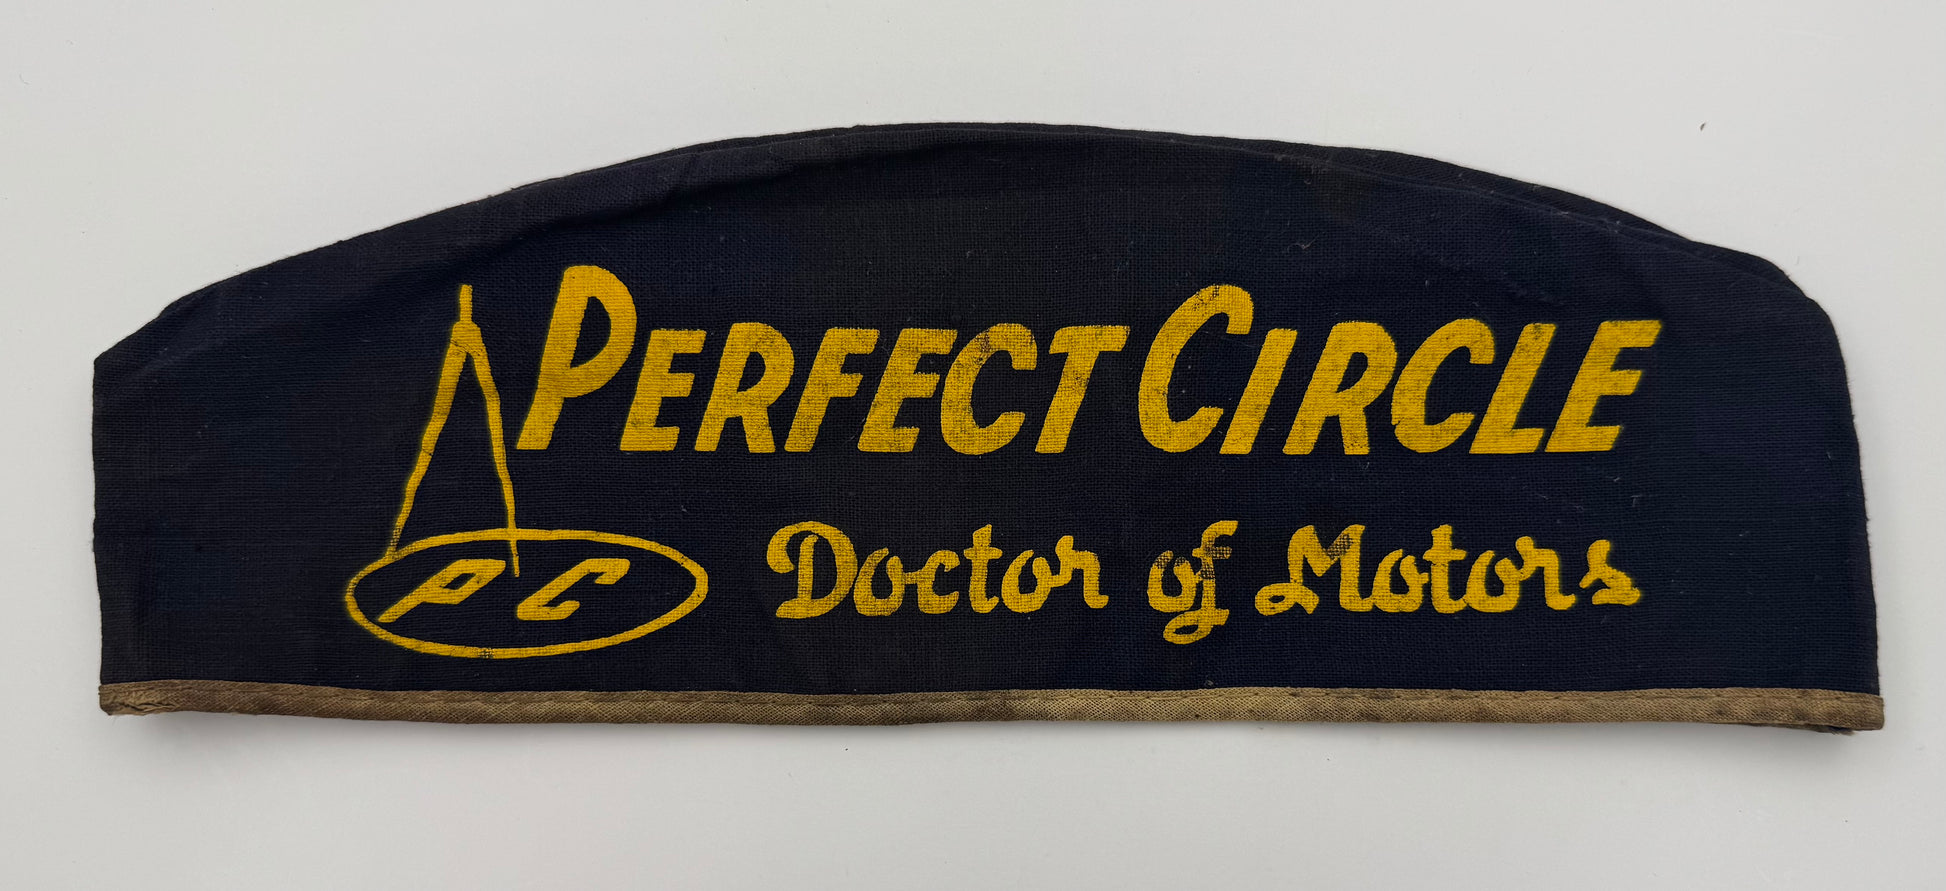 PERFECT CIRCLE
PC
Doctor of Motors